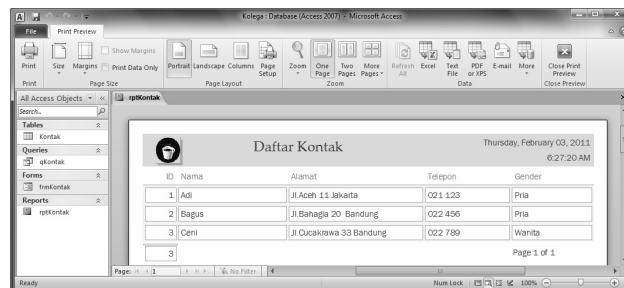 Kolega : Database (Access 2007) - Microsoft Access
File Print Preview
Show Margins
Print Data Only
Print Size Margins Portrait Landscape Columns Page Setup Zoom One Page Two Pages More Pages Refresh All Excel Text File PDF or XPS E-mail More Close Print Preview
Print Page Size Page Layout Zoom Data Close Preview
All Access Objects
rptKontak
Search..
Tables
Kontak
Queries
qKontak
Forms
frmKontak
Reports
rptKontak
Daftar Kontak
Thursday, February 03, 2011
6:27:20 AM
ID Nama Alamat Telepon Gender
1 Adi Jl.Aceh 11 Jakarta 021 123 Pria
2 Bagus Jl.Bahagia 20 Bandung 022 456 Pria
3 Ceni Jl.Cucakrawa 33 Bandung 022 789 Wanita
3
Page 1 of 1
Page: 1 No Filter
Ready Num Lock 100%